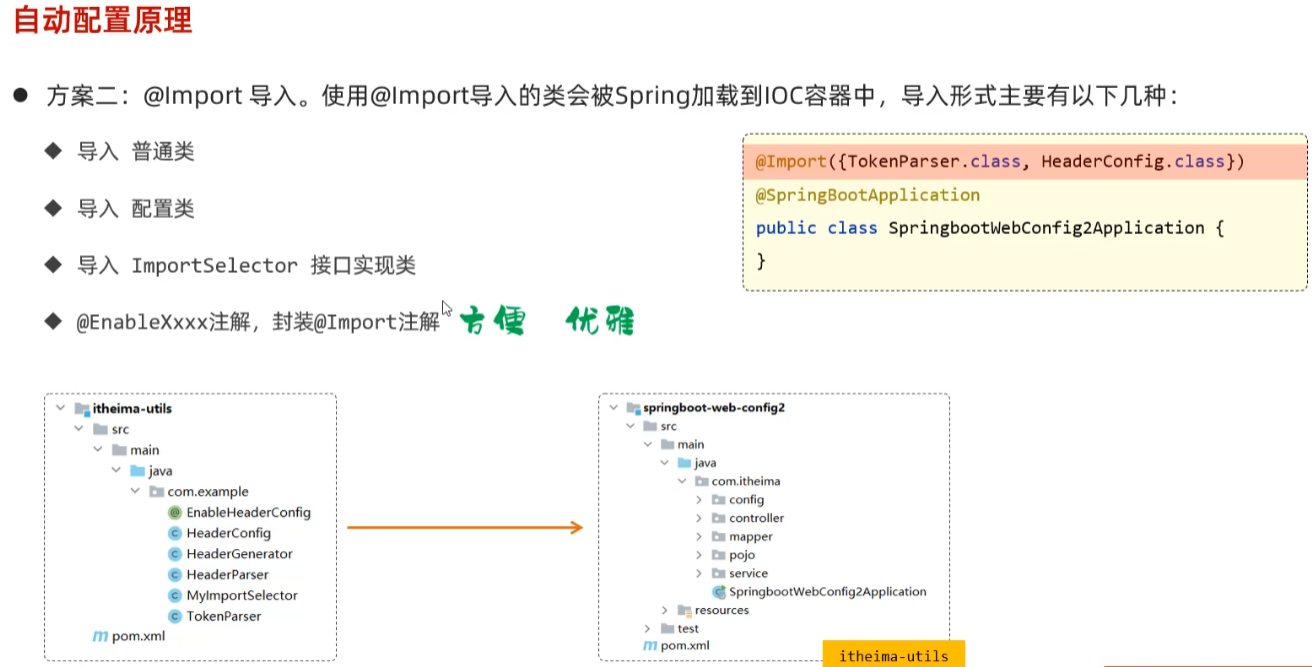 自动配置原理
● 方案二：@Import 导入。使用@Import导入的类会被Spring加载到IOC容器中，导入形式主要有以下几种：
◆ 导入 普通类
◆ 导入 配置类
◆ 导入 ImportSelector 接口实现类
◆ @EnableXxxx注解，封装@Import注解 方便 优雅
@Import({TokenParser.class, HeaderConfig.class})
@SpringBootApplication
public class SpringbootWebConfig2Application {
}
itheima-utils
src
main
java
com.example
EnableHeaderConfig
HeaderConfig
HeaderGenerator
HeaderParser
MyImportSelector
TokenParser
pom.xml
springboot-web-config2
src
main
java
com.itheima
config
controller
mapper
pojo
service
SpringbootWebConfig2Application
resources
test
pom.xml
itheima-utils